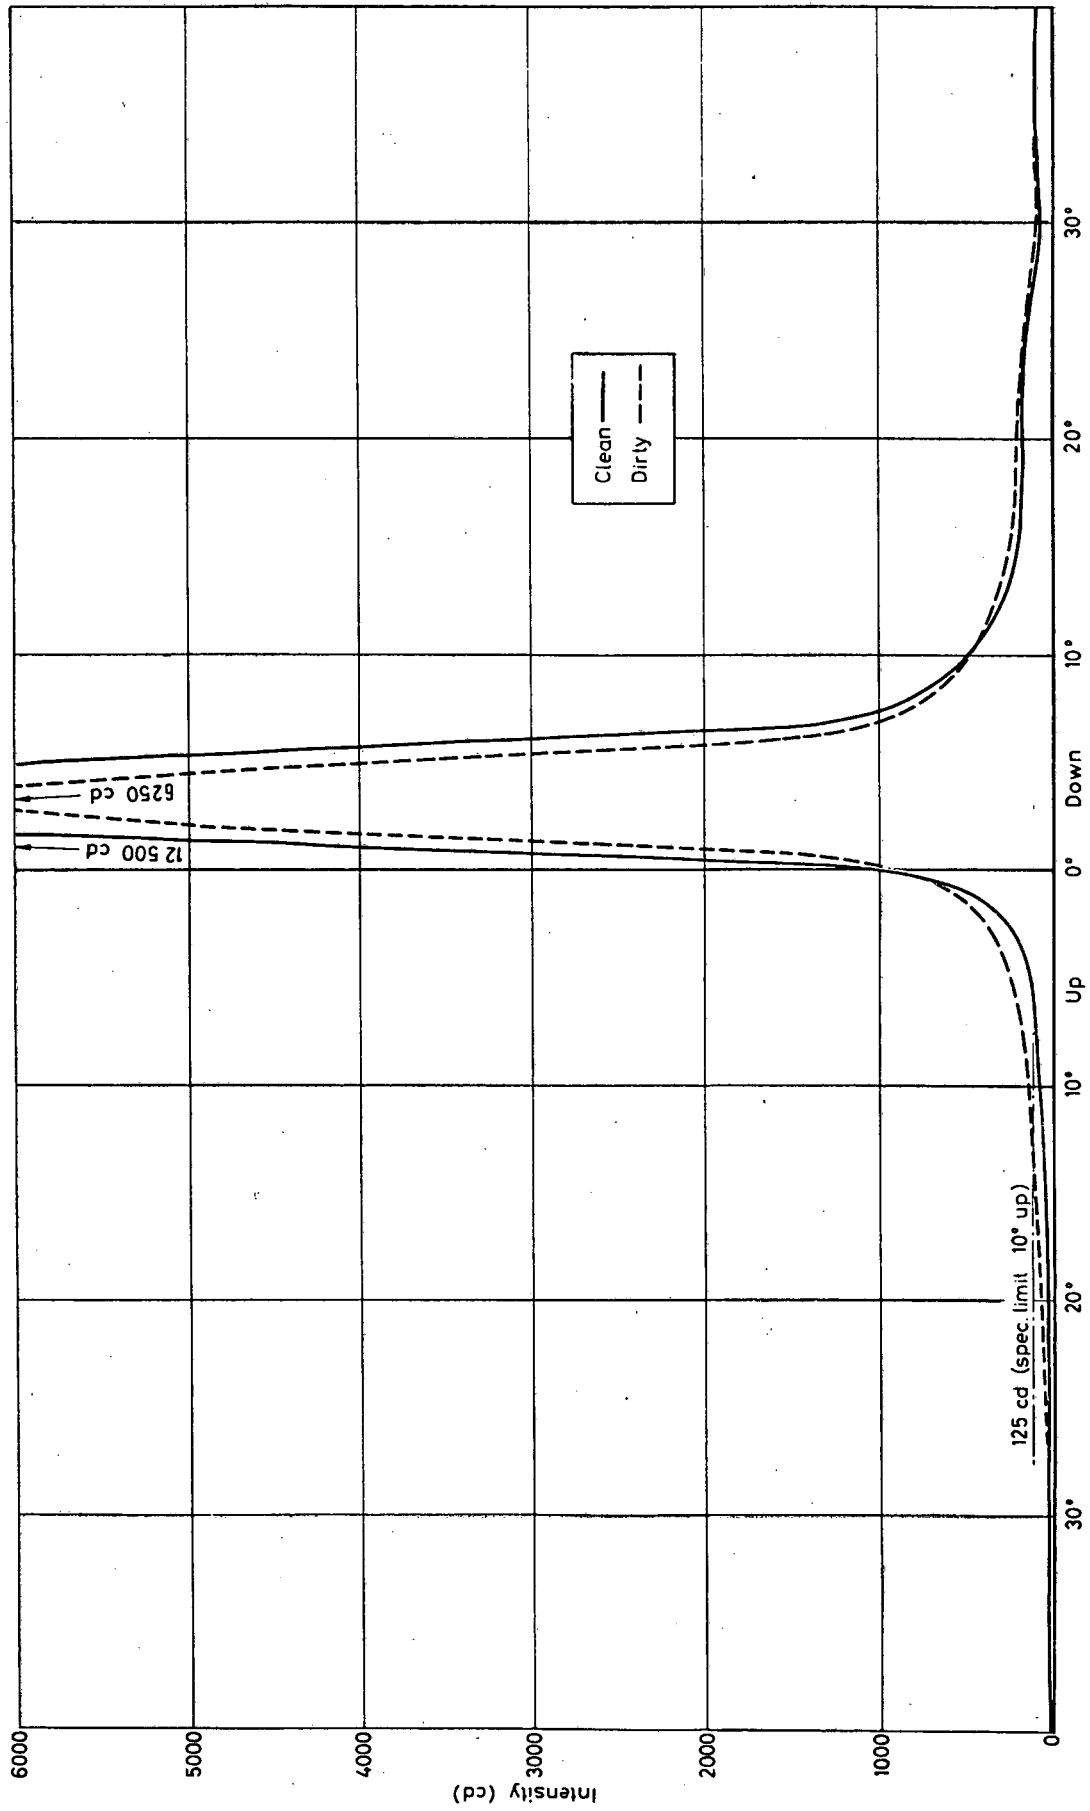 6000
5000
4000
3000
2000
1000
0
Intensity (cd)
12 500 cd
6250 cd
Clean
Dirty
125 cd (spec. limit 10° up)
30°
20°
10°
Up
0°
Down
10°
20°
30°